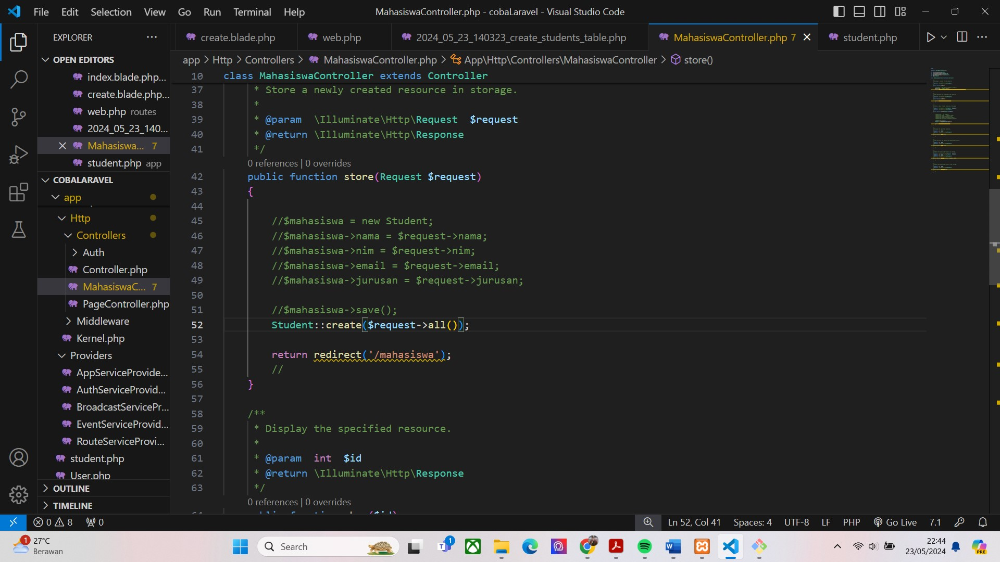 File Edit Selection View Go Run Terminal Help
MahasiswaController.php - cobaLaravel - Visual Studio Code
EXPLORER ...
create.blade.php
web.php
2024_05_23_140323_create_students_table.php
MahasiswaController.php 7
student.php
OPEN EDITORS
index.blade.php...
create.blade.php...
web.php routes
2024_05_23_140...
Mahasiswa... 7
student.php app
COBALARAVEL
app
Http
Controllers
Auth
Controller.php
MahasiswaC... 7
PageController.php
Middleware
Kernel.php
Providers
AppServiceProvide...
AuthServiceProvid...
BroadcastServicePr...
EventServiceProvid...
RouteServiceProvi...
student.php
User.php
OUTLINE
TIMELINE
app > Http > Controllers > MahasiswaController.php > App\Http\Controllers\MahasiswaController > store()
10 class MahasiswaController extends Controller
37 * Store a newly created resource in storage.
38 *
39 * @param  \Illuminate\Http\Request  $request
40 * @return \Illuminate\Http\Response
41 */
0 references | 0 overrides
42 public function store(Request $request)
43 {
44
45 //$mahasiswa = new Student;
46 //$mahasiswa->nama = $request->nama;
47 //$mahasiswa->nim = $request->nim;
48 //$mahasiswa->email = $request->email;
49 //$mahasiswa->jurusan = $request->jurusan;
50
51 //$mahasiswa->save();
52 Student::create($request->all());
53
54 return redirect('/mahasiswa');
55 //
56 }
57
58 /**
59 * Display the specified resource.
60 *
61 * @param  int  $id
62 * @return \Illuminate\Http\Response
63 */
0 references | 0 overrides
0 8 0
Ln 52, Col 41 Spaces: 4 UTF-8 LF PHP Go Live 7.1
1
27°C
Berawan
Search
1
22:44
23/05/2024
PRE